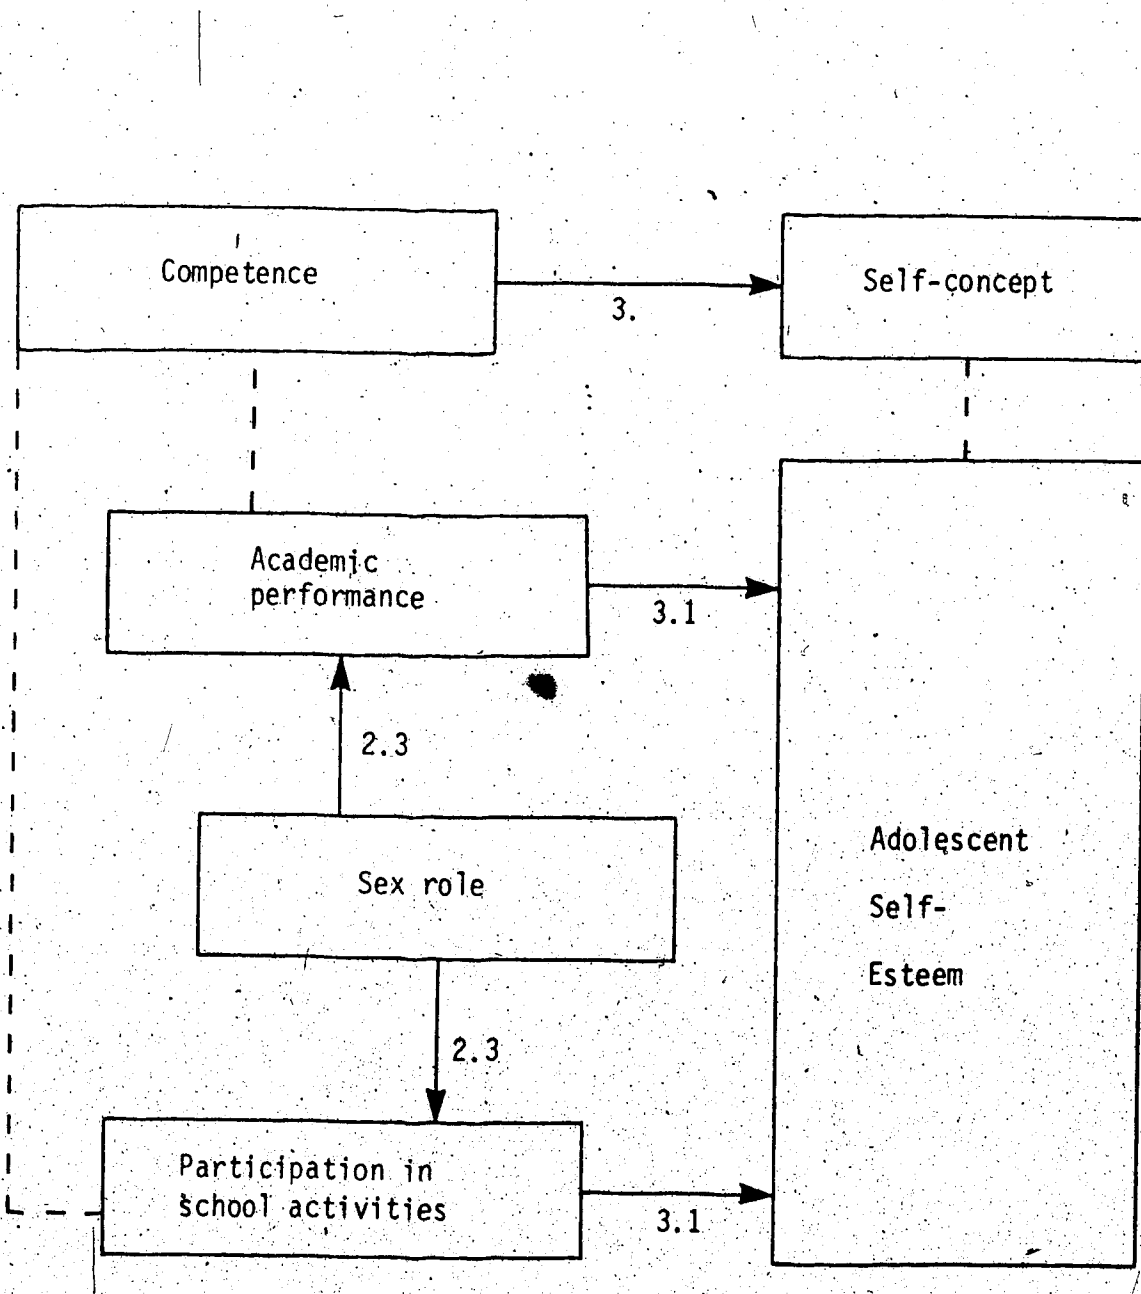 Competence
Self-concept
3.
Academic
performance
3.1
2.3
Sex role
Adolescent
Self-
Esteem
2.3
Participation in
school activities
3.1